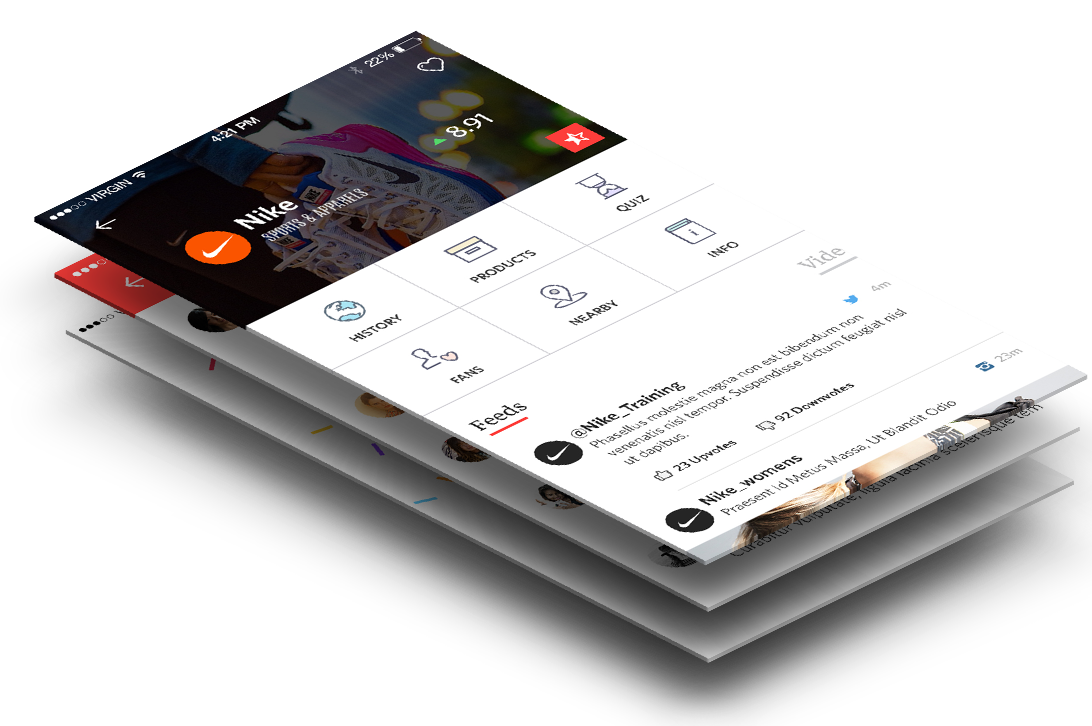 VIRGIN
4:21 PM
22%
8.91
Nike
SPORTS & APPARELS
HISTORY
PRODUCTS
QUIZ
FANS
NEARBY
INFO
Feeds
Vide
@Nike_Training
4m
Phasellus molestie magna non est bibendum non
venenatis nisl tempor. Suspendisse dictum feugiat nisl
ut dapibus.
23 Upvotes
92 Downvotes
Nike_womens
23m
Praesent Id Metus Massa, Ut Blandit Odio
Curabitur vulputate, ligula lacinia scelerisque